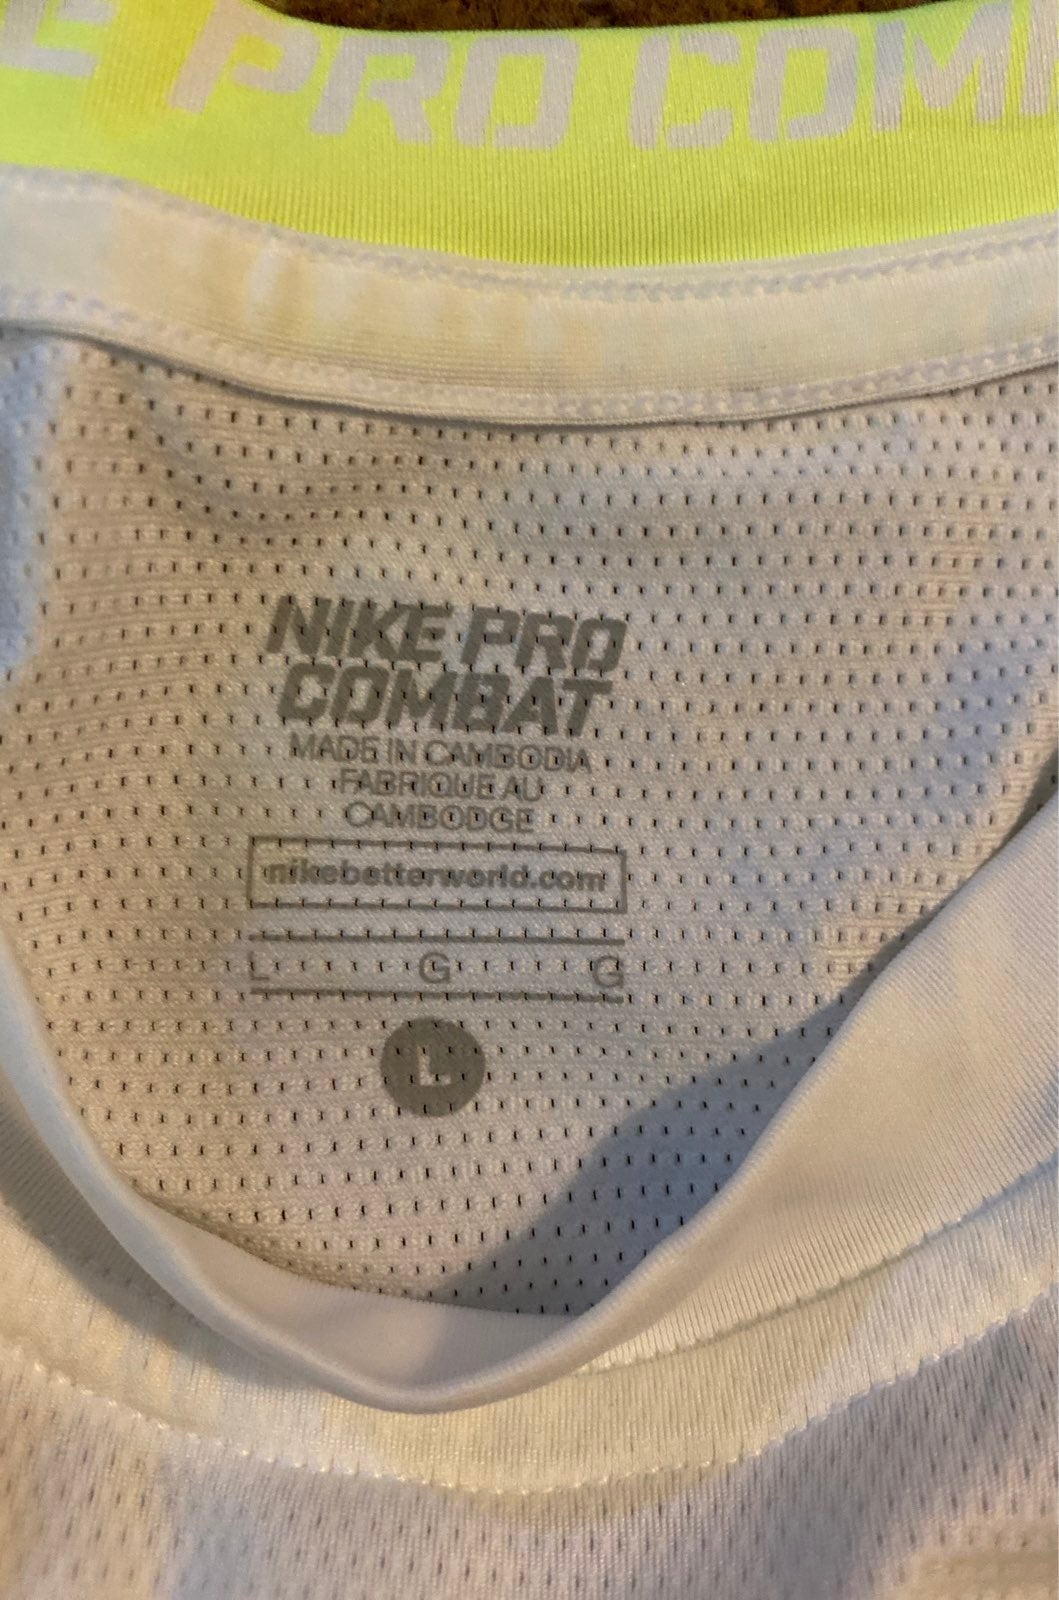 E PRO COM
NIKE PRO
COMBAT
MADE IN CAMBODIA
FABRIQUE AU
CAMBODGE
nikebetterworld.com
L G G
L